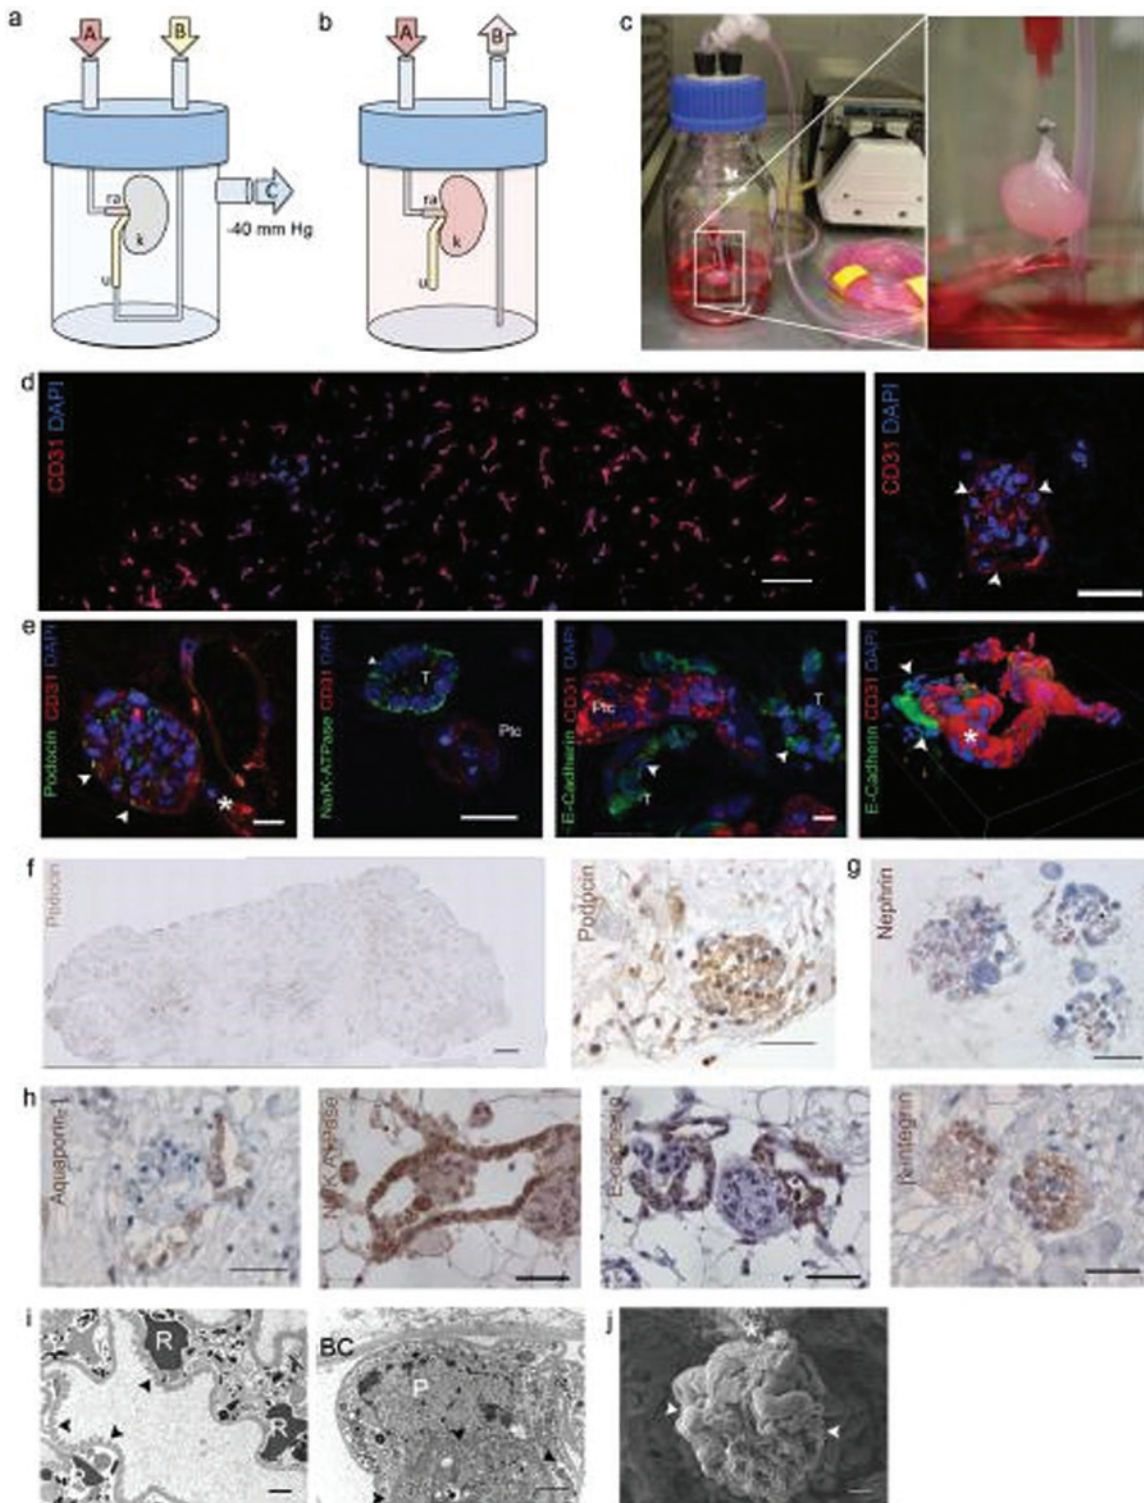 a
A
B
ra
k
u
C
-40 mm Hg
b
A
B
ra
k
u
c
d
CD31 DAPI
CD31 DAPI
e
Podocin CD31 DAPI
*
Na/K-ATPase CD31 DAPI
T
Ptc
E-Cadherin CD31 DAPI
Ptc
T
T
E-Cadherin CD31 DAPI
*
f
Podocin
Podocin
g
Nephrin
h
Aquaporin-1
Na/K-ATPase
E-cadherin
β-integrin
i
R
R
BC
P
j
*